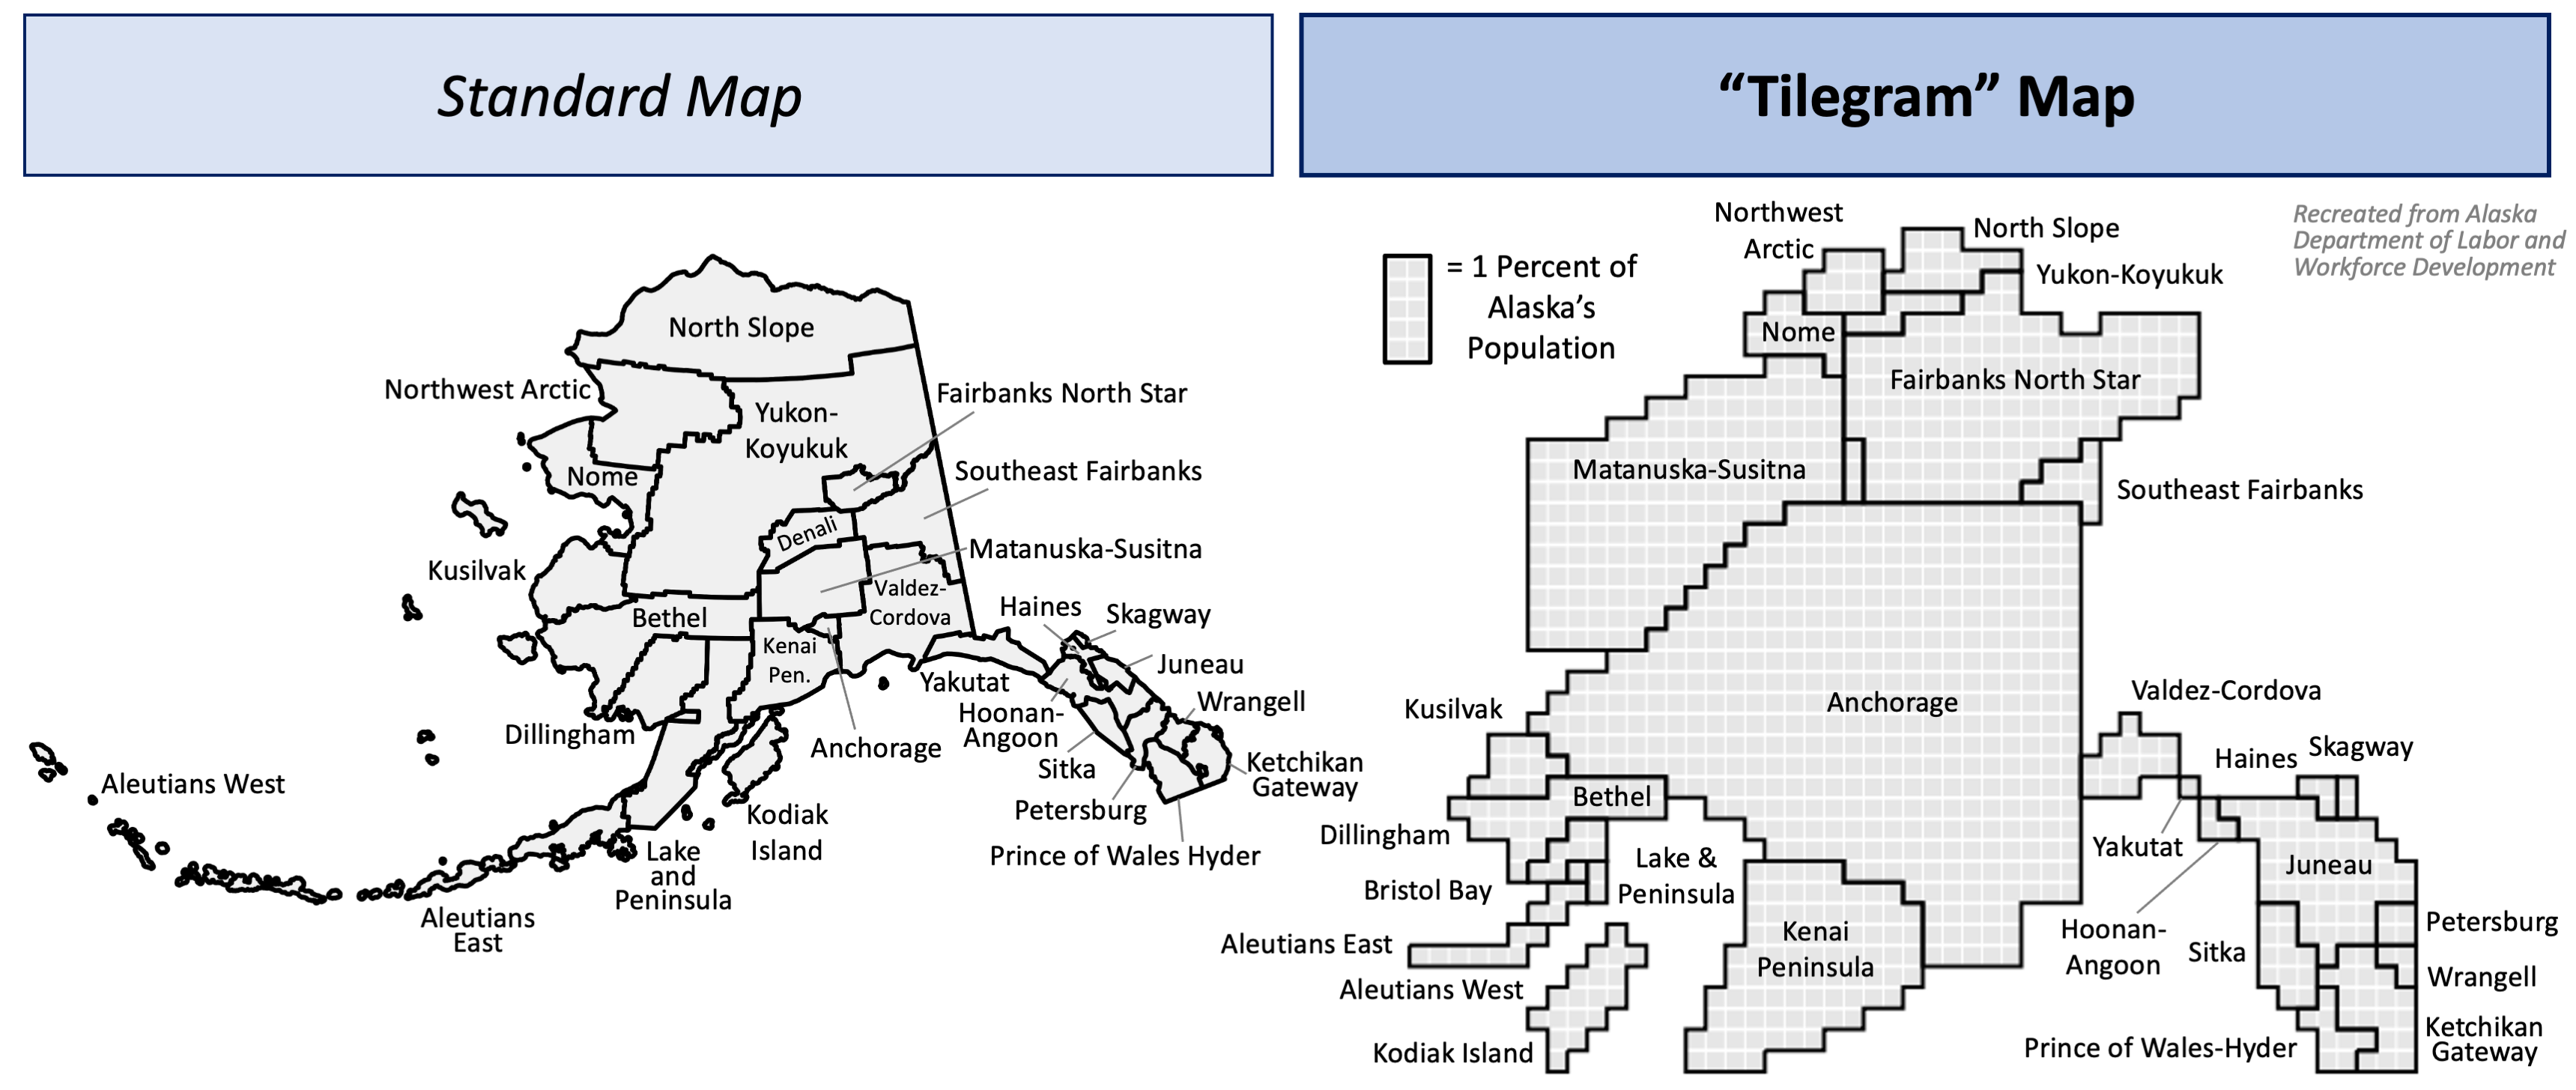 Standard Map
“Tilegram” Map
North Slope
Northwest Arctic
Yukon-
Koyukuk
Fairbanks North Star
Nome
Southeast Fairbanks
Denali
Matanuska-Susitna
Kusilvak
Valdez-
Cordova
Bethel
Haines
Skagway
Kenai
Pen.
Juneau
Yakutat
Wrangell
Hoonan-
Angoon
Dillingham
Anchorage
Sitka
Ketchikan
Gateway
Aleutians West
Petersburg
Kodiak
Island
Prince of Wales Hyder
Lake
and
Peninsula
Aleutians
East
Northwest
Arctic
North Slope
Recreated from Alaska
Department of Labor and
Workforce Development
= 1 Percent of
Alaska’s
Population
Yukon-Koyukuk
Nome
Fairbanks North Star
Matanuska-Susitna
Southeast Fairbanks
Kusilvak
Anchorage
Valdez-Cordova
Haines
Skagway
Bethel
Dillingham
Yakutat
Lake &
Peninsula
Juneau
Bristol Bay
Kenai
Peninsula
Hoonan-
Angoon
Petersburg
Aleutians East
Sitka
Wrangell
Aleutians West
Ketchikan
Gateway
Kodiak Island
Prince of Wales-Hyder